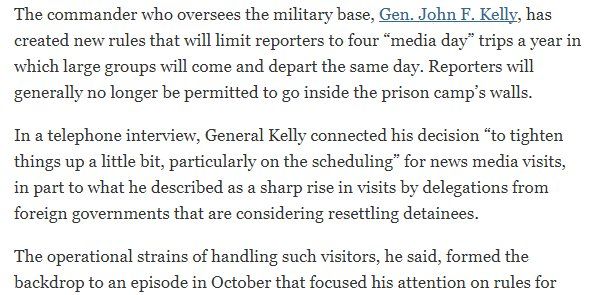 The commander who oversees the military base, Gen. John F. Kelly, has
created new rules that will limit reporters to four “media day” trips a year in
which large groups will come and depart the same day. Reporters will
generally no longer be permitted to go inside the prison camp’s walls.
In a telephone interview, General Kelly connected his decision “to tighten
things up a little bit, particularly on the scheduling” for news media visits,
in part to what he described as a sharp rise in visits by delegations from
foreign governments that are considering resettling detainees.
The operational strains of handling such visitors, he said, formed the
backdrop to an episode in October that focused his attention on rules for